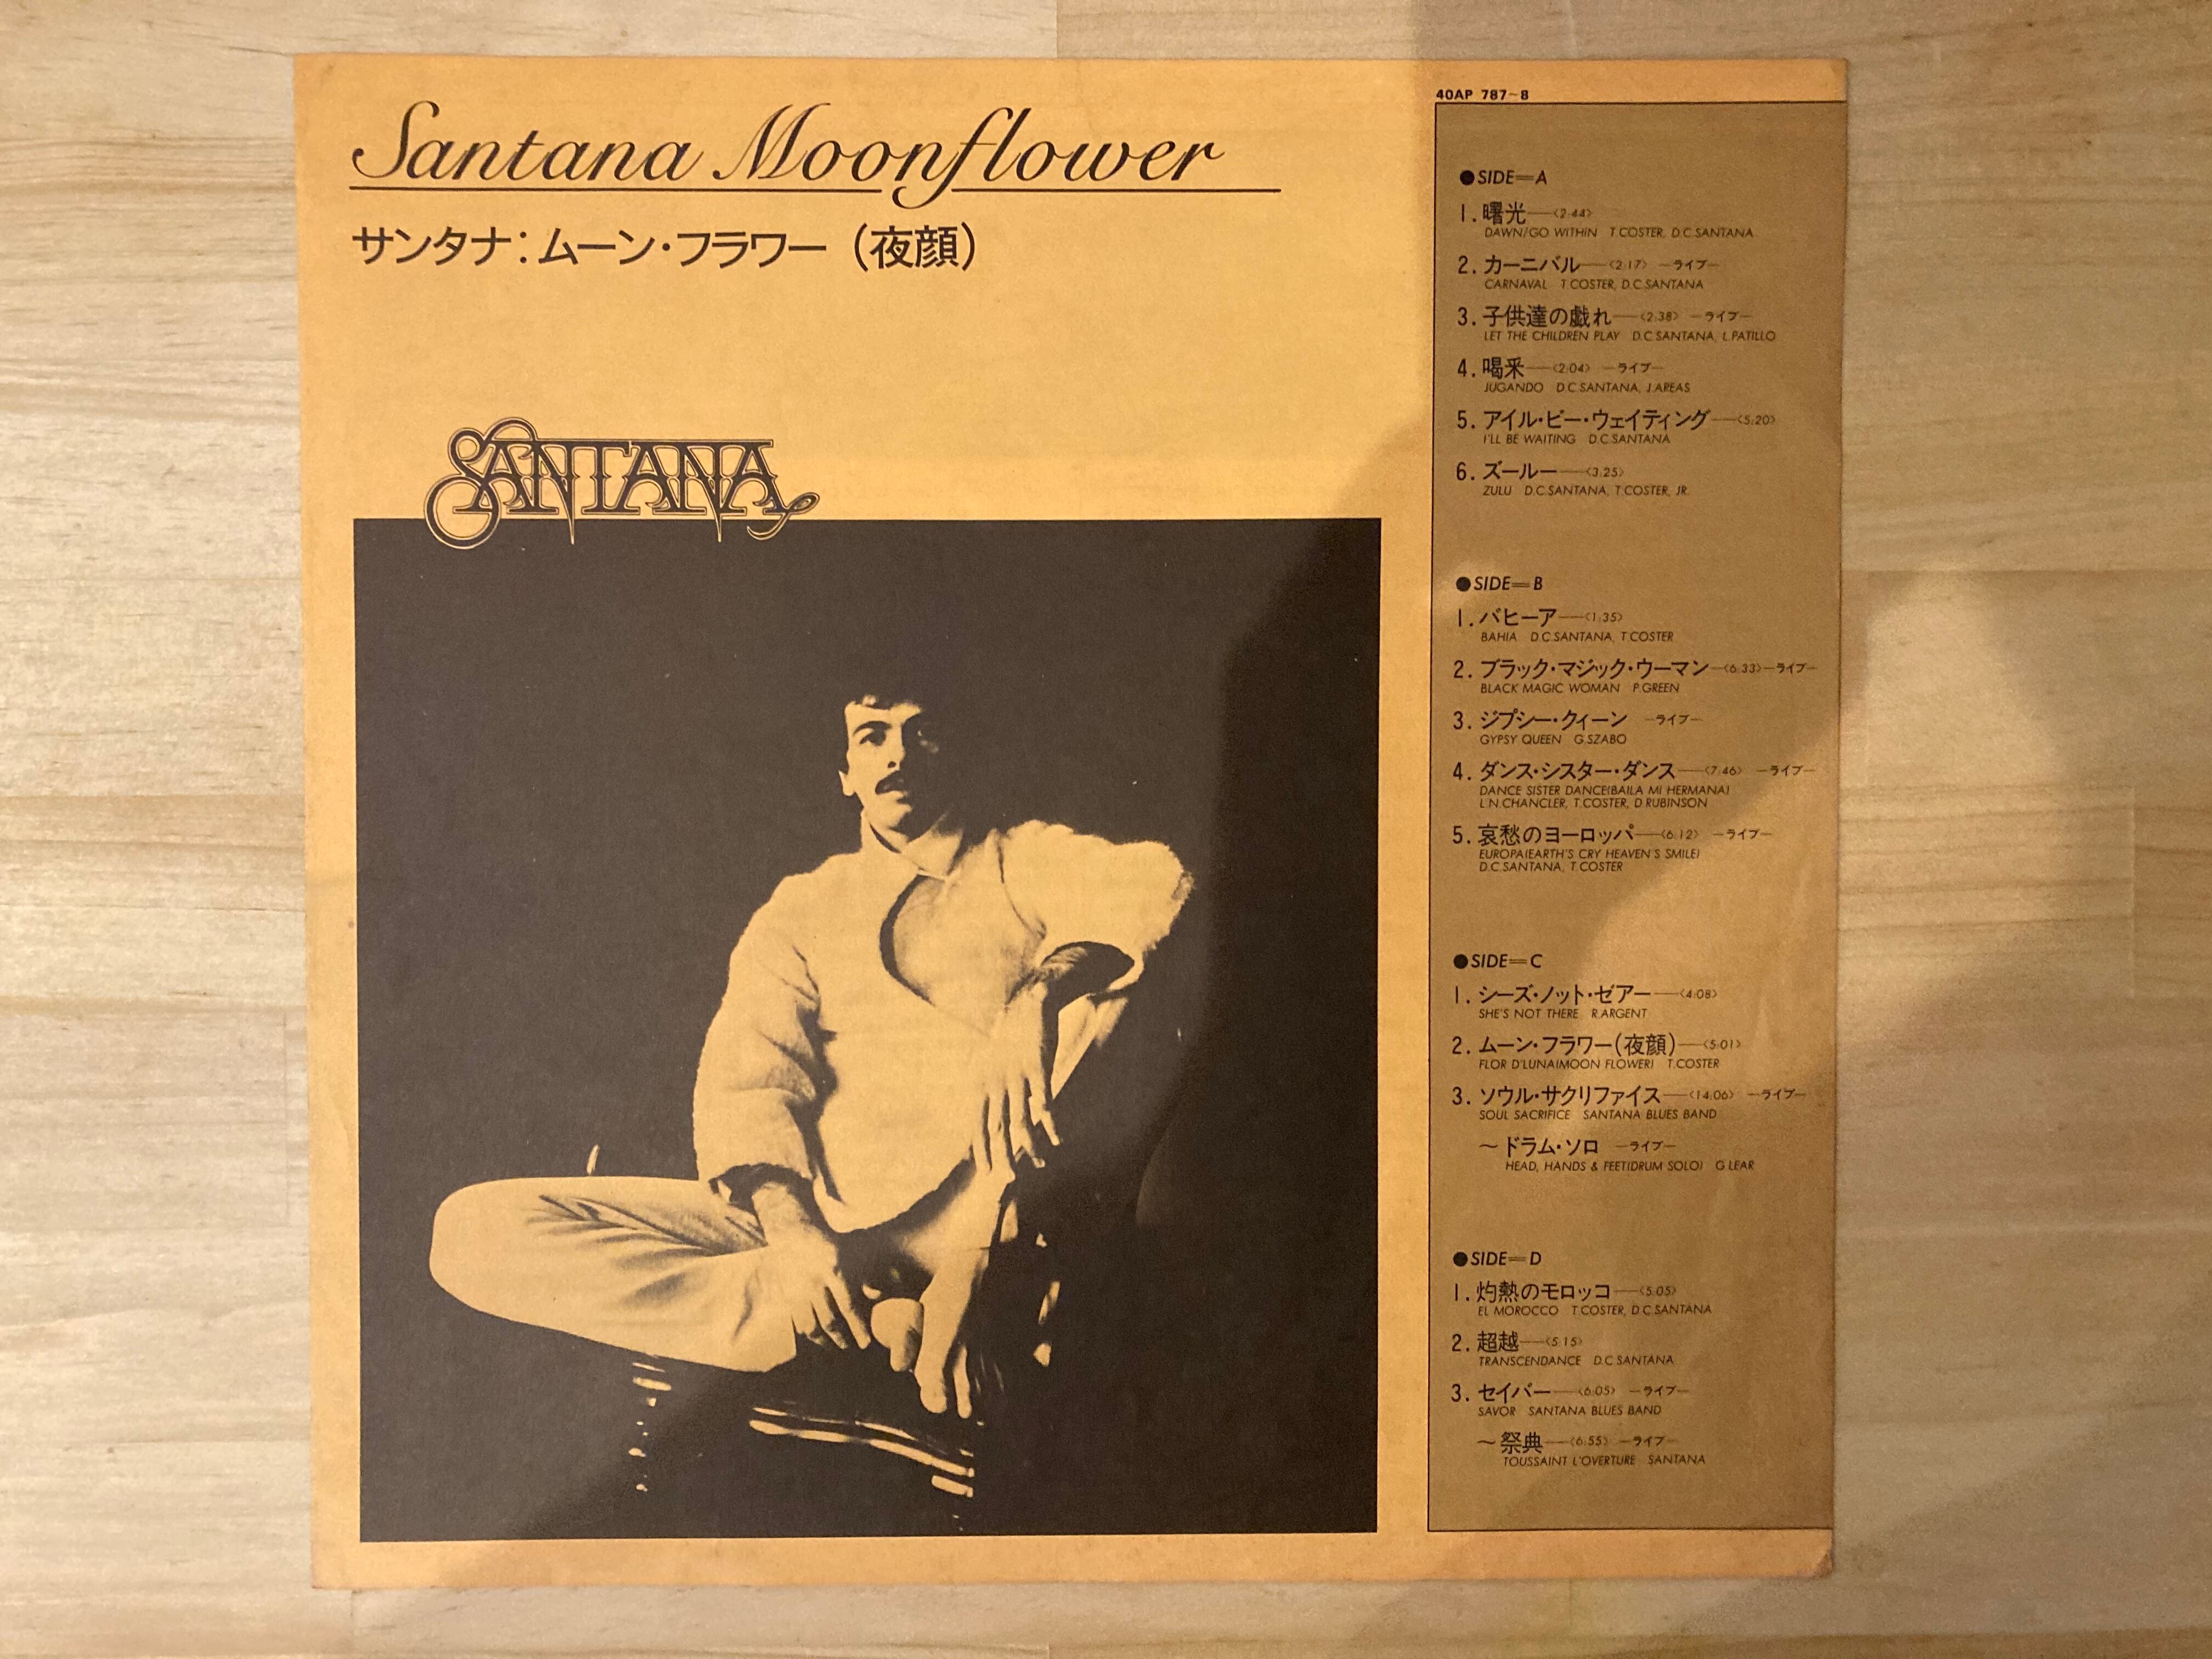 Santana Moonflower
サンタナ：ムーン・フラワー（夜顔）
SANTANA
40AP 787~8
●SIDE=A
1. 曙光—〈2:44〉
DAWN/GO WITHIN T.COSTER, D.C.SANTANA
2. カーニバル—〈2:17〉 —ライブ—
CARNAVAL T.COSTER, D.C.SANTANA
3. 子供達の戯れ—〈2:38〉 —ライブ—
LET THE CHILDREN PLAY D.C.SANTANA, L.PATILLO
4. 喝釆—〈2:04〉 —ライブ—
JUGANDO D.C.SANTANA, J.AREAS
5. アイル・ビー・ウェイティング—〈5:20〉
I'LL BE WAITING D.C.SANTANA
6. ズールー—〈3:25〉
ZULU D.C.SANTANA, T.COSTER, JR.
●SIDE=B
1. バヒーア—〈1:35〉
BAHIA D.C.SANTANA, T.COSTER
2. ブラック・マジック・ウーマン—〈6:33〉—ライブ—
BLACK MAGIC WOMAN P.GREEN
3. ジプシー・クィーン —ライブ—
GYPSY QUEEN G.SZABO
4. ダンス・シスター・ダンス—〈7:46〉 —ライブ—
DANCE SISTER DANCE(BAILA MI HERMANA)
L.N.CHANCLER, T.COSTER, D.RUBINSON
5. 哀愁のヨーロッパ—〈6:12〉 —ライブ—
EUROPA(EARTH'S CRY HEAVEN'S SMILE)
D.C.SANTANA, T.COSTER
●SIDE=C
1. シーズ・ノット・ゼアー—〈4:08〉
SHE'S NOT THERE R.ARGENT
2. ムーン・フラワー(夜顔)—〈5:01〉
FLOR D'LUNA(MOON FLOWER) T.COSTER
3. ソウル・サクリファイス—〈14:06〉 —ライブ—
SOUL SACRIFICE SANTANA BLUES BAND
～ドラム・ソロ —ライブ—
HEAD, HANDS & FEET(DRUM SOLO) G.LEAR
●SIDE=D
1. 灼熱のモロッコ—〈5:05〉
EL MOROCCO T.COSTER, D.C.SANTANA
2. 超越—〈5:15〉
TRANSCENDANCE D.C.SANTANA
3. セイバー—〈6:05〉 —ライブ—
SAVOR SANTANA BLUES BAND
～祭典—〈6:55〉 —ライブ—
TOUSSAINT L'OVERTURE SANTANA